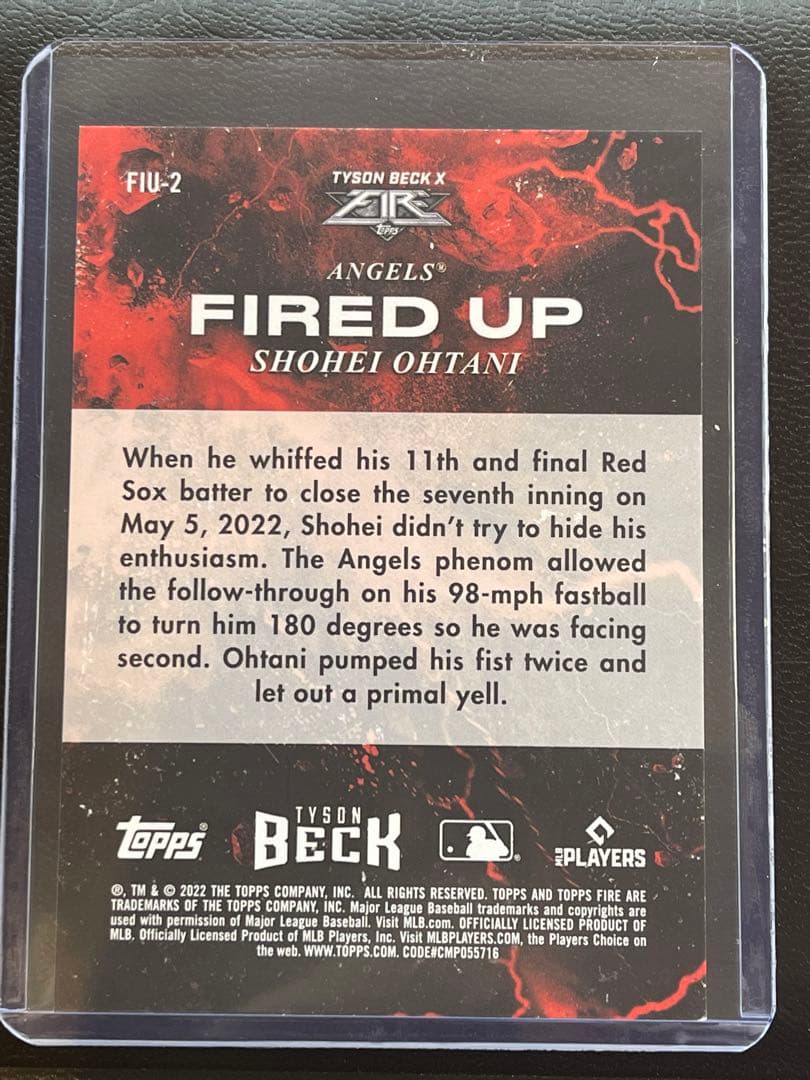 FIU-2
TYSON BECK X
FIRE
TOPPS
ANGELS®
FIRED UP
SHOHEI OHTANI
When he whiffed his 11th and final Red
Sox batter to close the seventh inning on
May 5, 2022, Shohei didn't try to hide his
enthusiasm. The Angels phenom allowed
the follow-through on his 98-mph fastball
to turn him 180 degrees so he was facing
second. Ohtani pumped his fist twice and
let out a primal yell.
TOPPS®
TYSON
BECK
®
MLB PLAYERS
®, TM & © 2022 THE TOPPS COMPANY, INC. ALL RIGHTS RESERVED. TOPPS AND TOPPS FIRE ARE
TRADEMARKS OF THE TOPPS COMPANY, INC. Major League Baseball trademarks and copyrights are
used with permission of Major League Baseball. Visit MLB.com. OFFICIALLY LICENSED PRODUCT OF
MLB. Officially Licensed Product of MLB Players, Inc. Visit MLBPLAYERS.COM, the Players Choice on
the web. WWW.TOPPS.COM. CODE#CMP055716